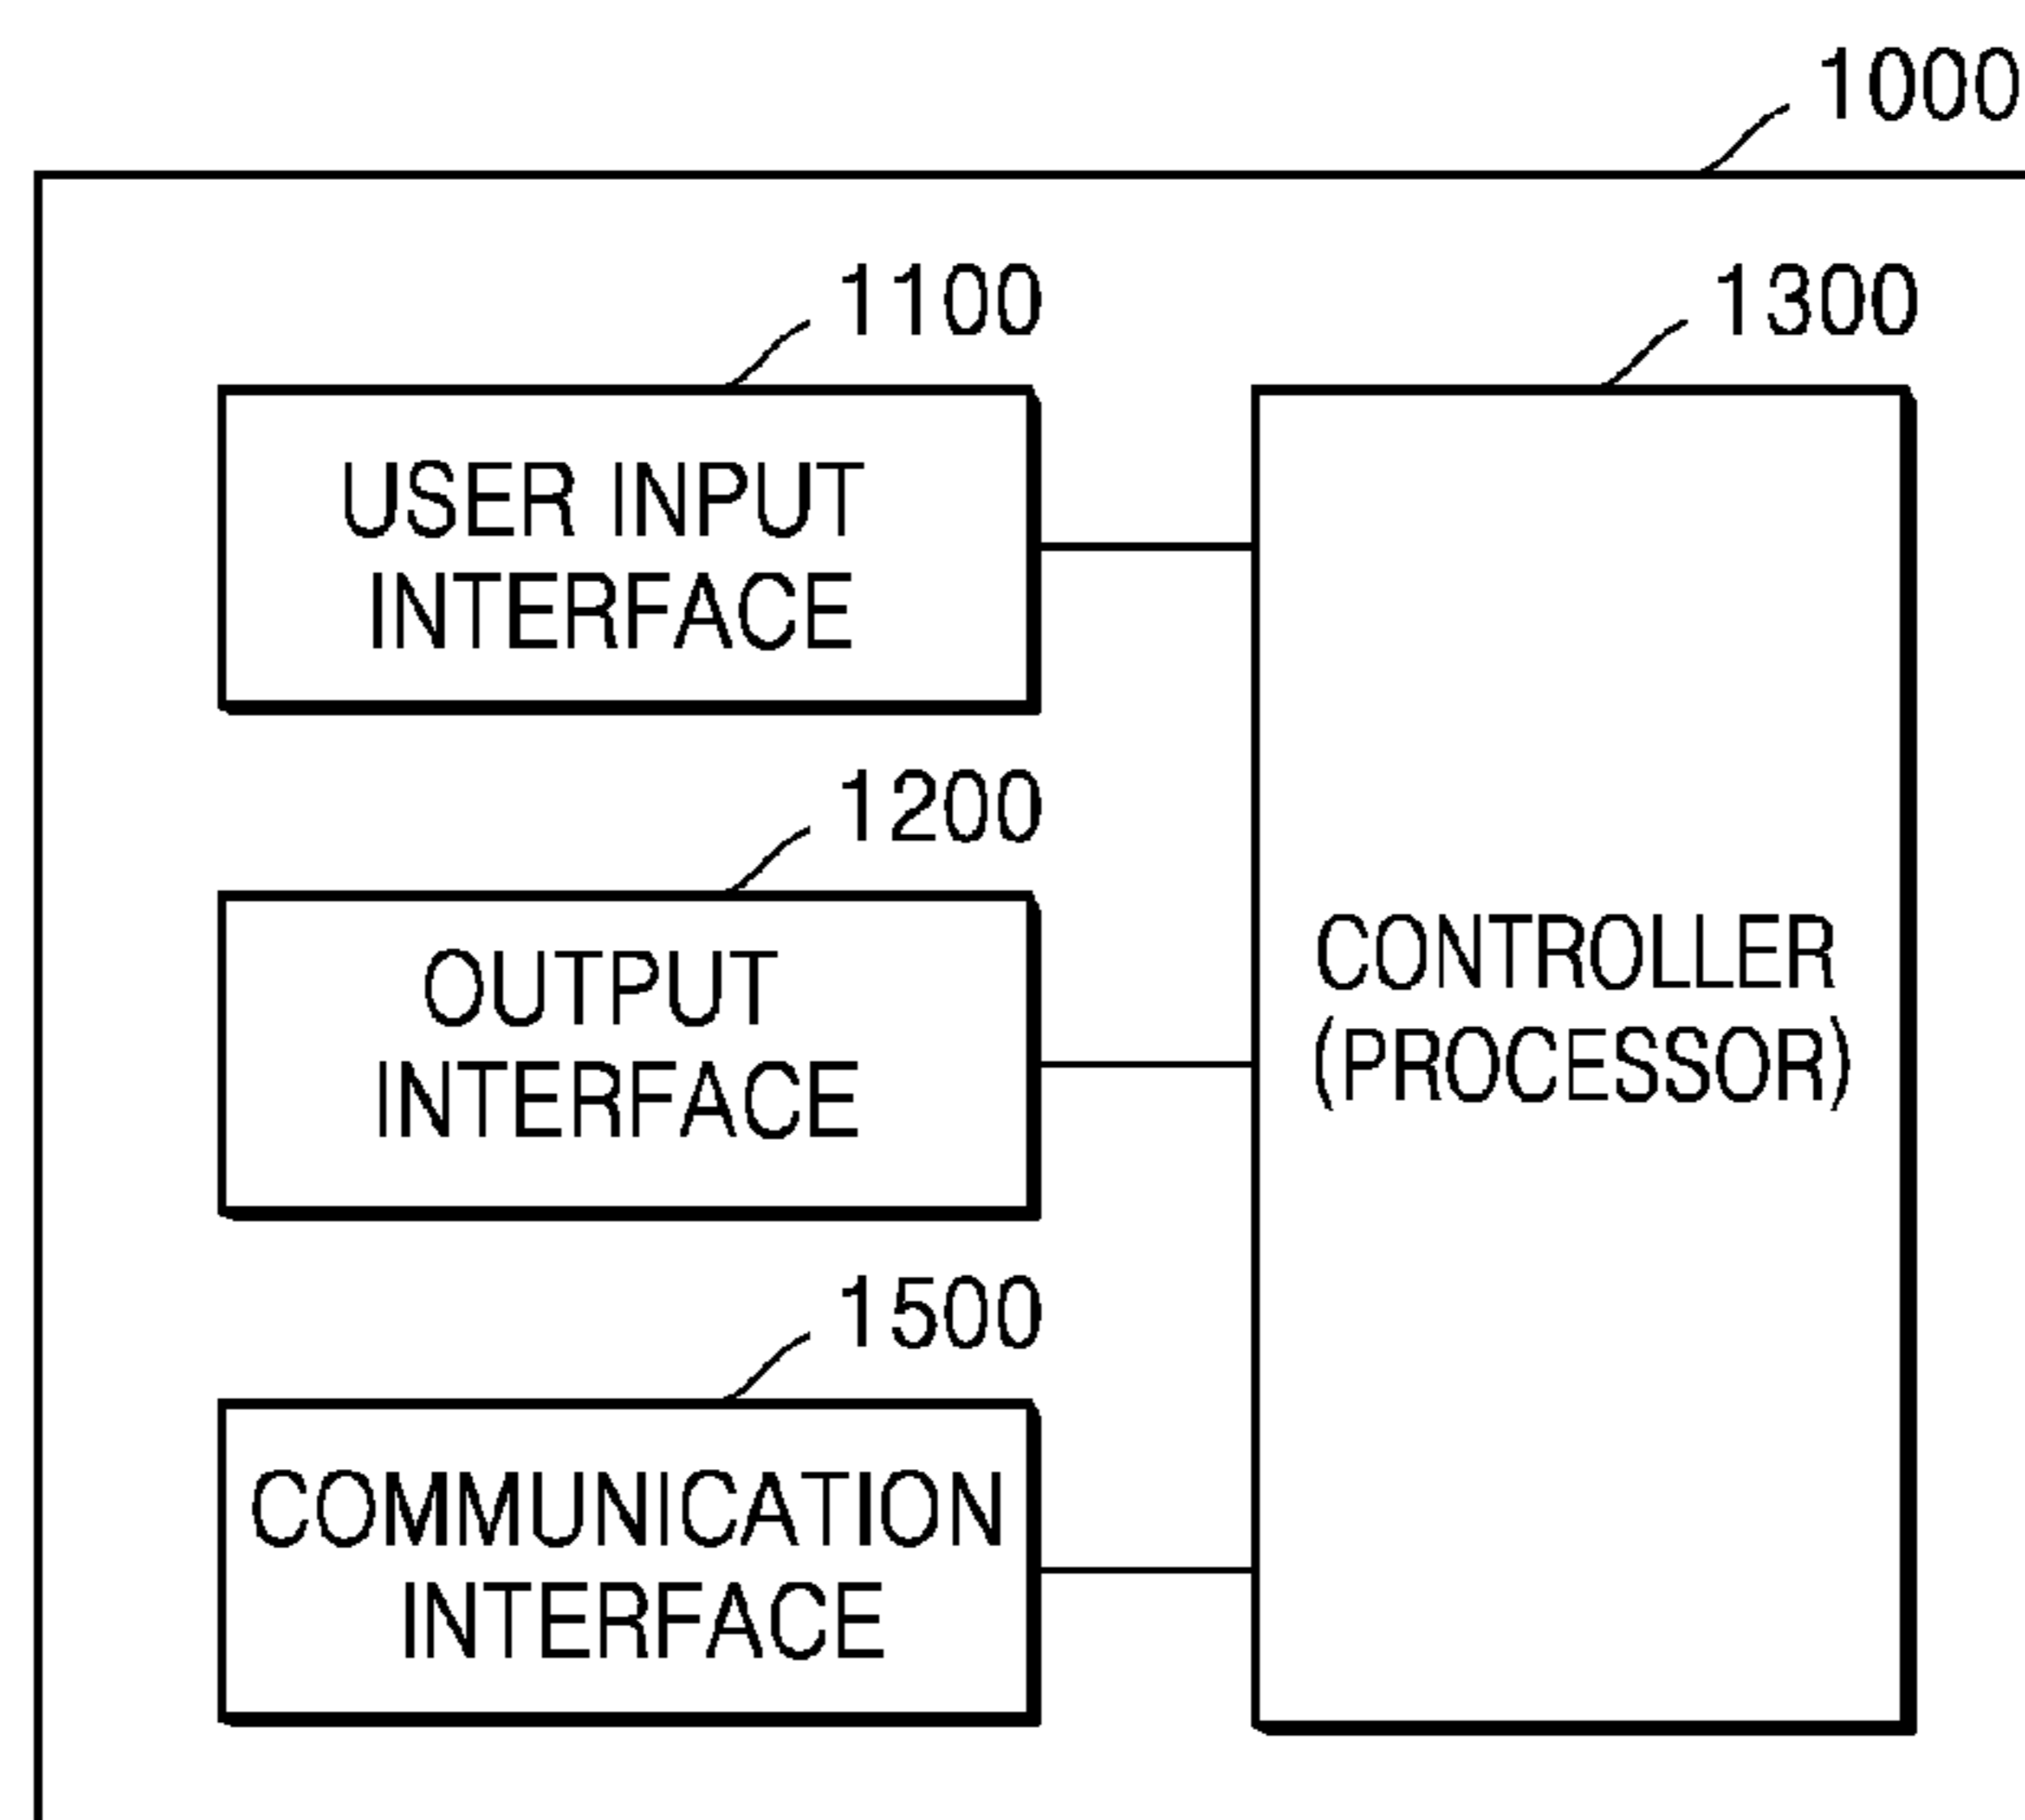 1000
1100
USER INPUT
INTERFACE
1300
CONTROLLER
(PROCESSOR)
1200
OUTPUT
INTERFACE
1500
COMMUNICATION
INTERFACE